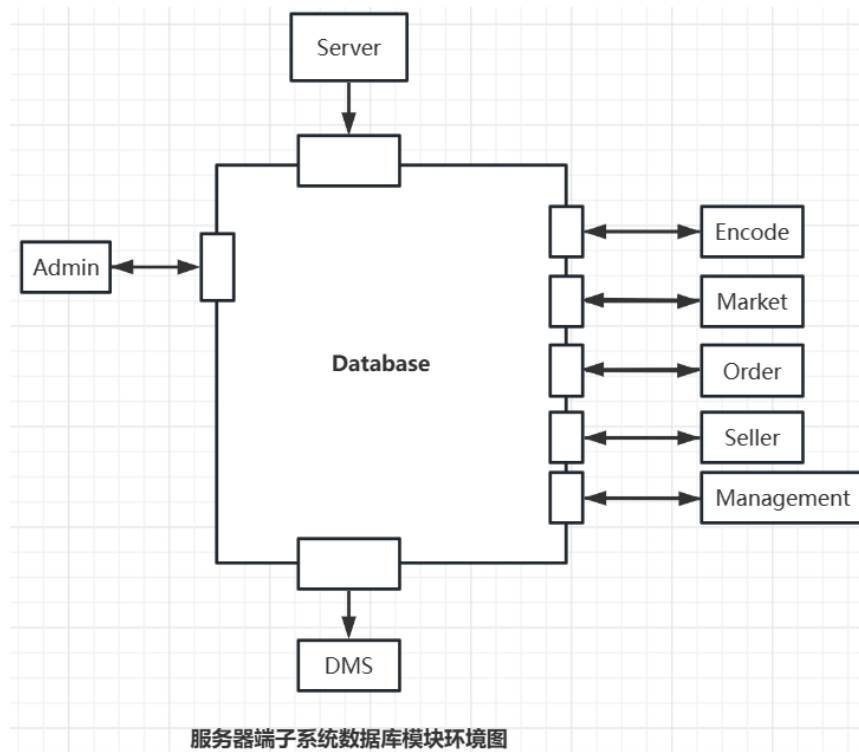 Server
Encode
Admin
Market
Database
Order
Seller
Management
DMS
服务器端子系统数据库模块环境图